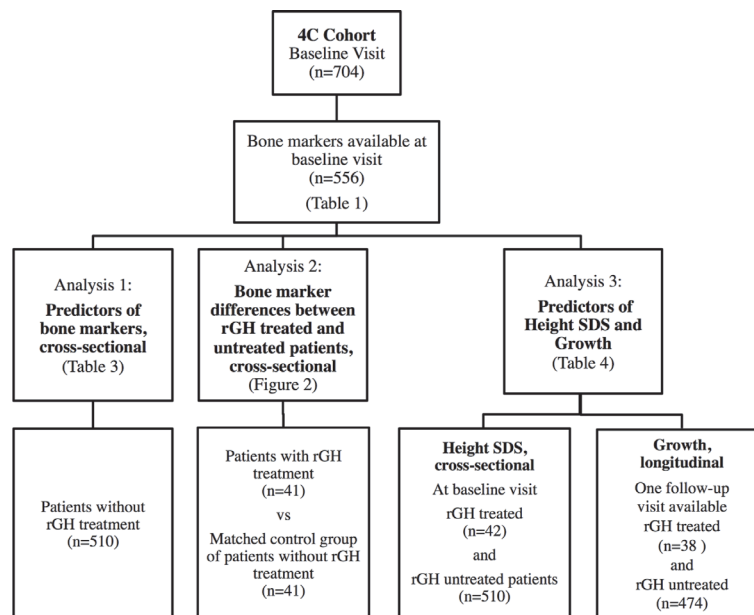 4C Cohort
Baseline Visit
(n=704)
Bone markers available at
baseline visit
(n=556)
(Table 1)
Analysis 1:
Predictors of
bone markers,
cross-sectional
(Table 3)
Analysis 2:
Bone marker
differences between
rGH treated and
untreated patients,
cross-sectional
(Figure 2)
Analysis 3:
Predictors of
Height SDS and
Growth
(Table 4)
Patients without
rGH treatment
(n=510)
Patients with rGH
treatment
(n=41)
vs
Matched control group
of patients without rGH
treatment
(n=41)
Height SDS,
cross-sectional
At baseline visit
rGH treated
(n=42)
and
rGH untreated patients
(n=510)
Growth,
longitudinal
One follow-up
visit available
rGH treated
(n=38 )
and
rGH untreated
(n=474)